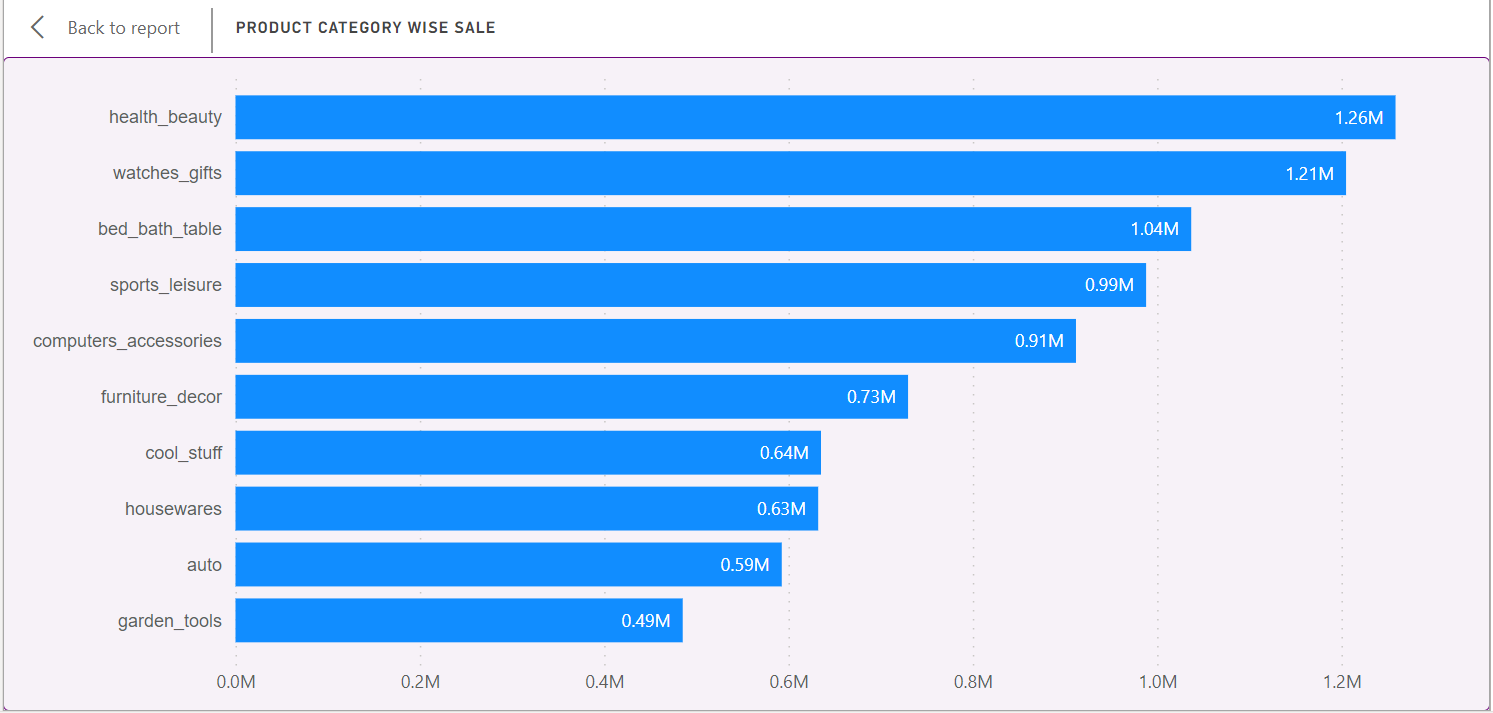 Back to report
PRODUCT CATEGORY WISE SALE
health_beauty 1.26M
watches_gifts 1.21M
bed_bath_table 1.04M
sports_leisure 0.99M
computers_accessories 0.91M
furniture_decor 0.73M
cool_stuff 0.64M
housewares 0.63M
auto 0.59M
garden_tools 0.49M
0.0M 0.2M 0.4M 0.6M 0.8M 1.0M 1.2M